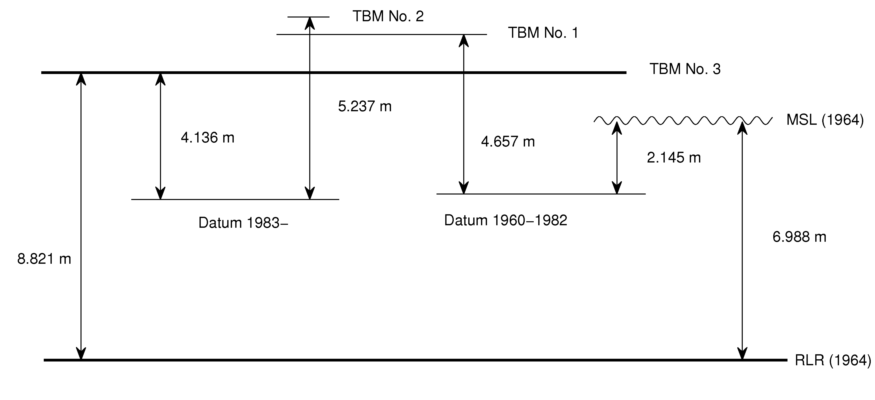 TBM No. 2
TBM No. 1
TBM No. 3
5.237 m
MSL (1964)
4.136 m
4.657 m
2.145 m
Datum 1983–
Datum 1960–1982
6.988 m
8.821 m
RLR (1964)